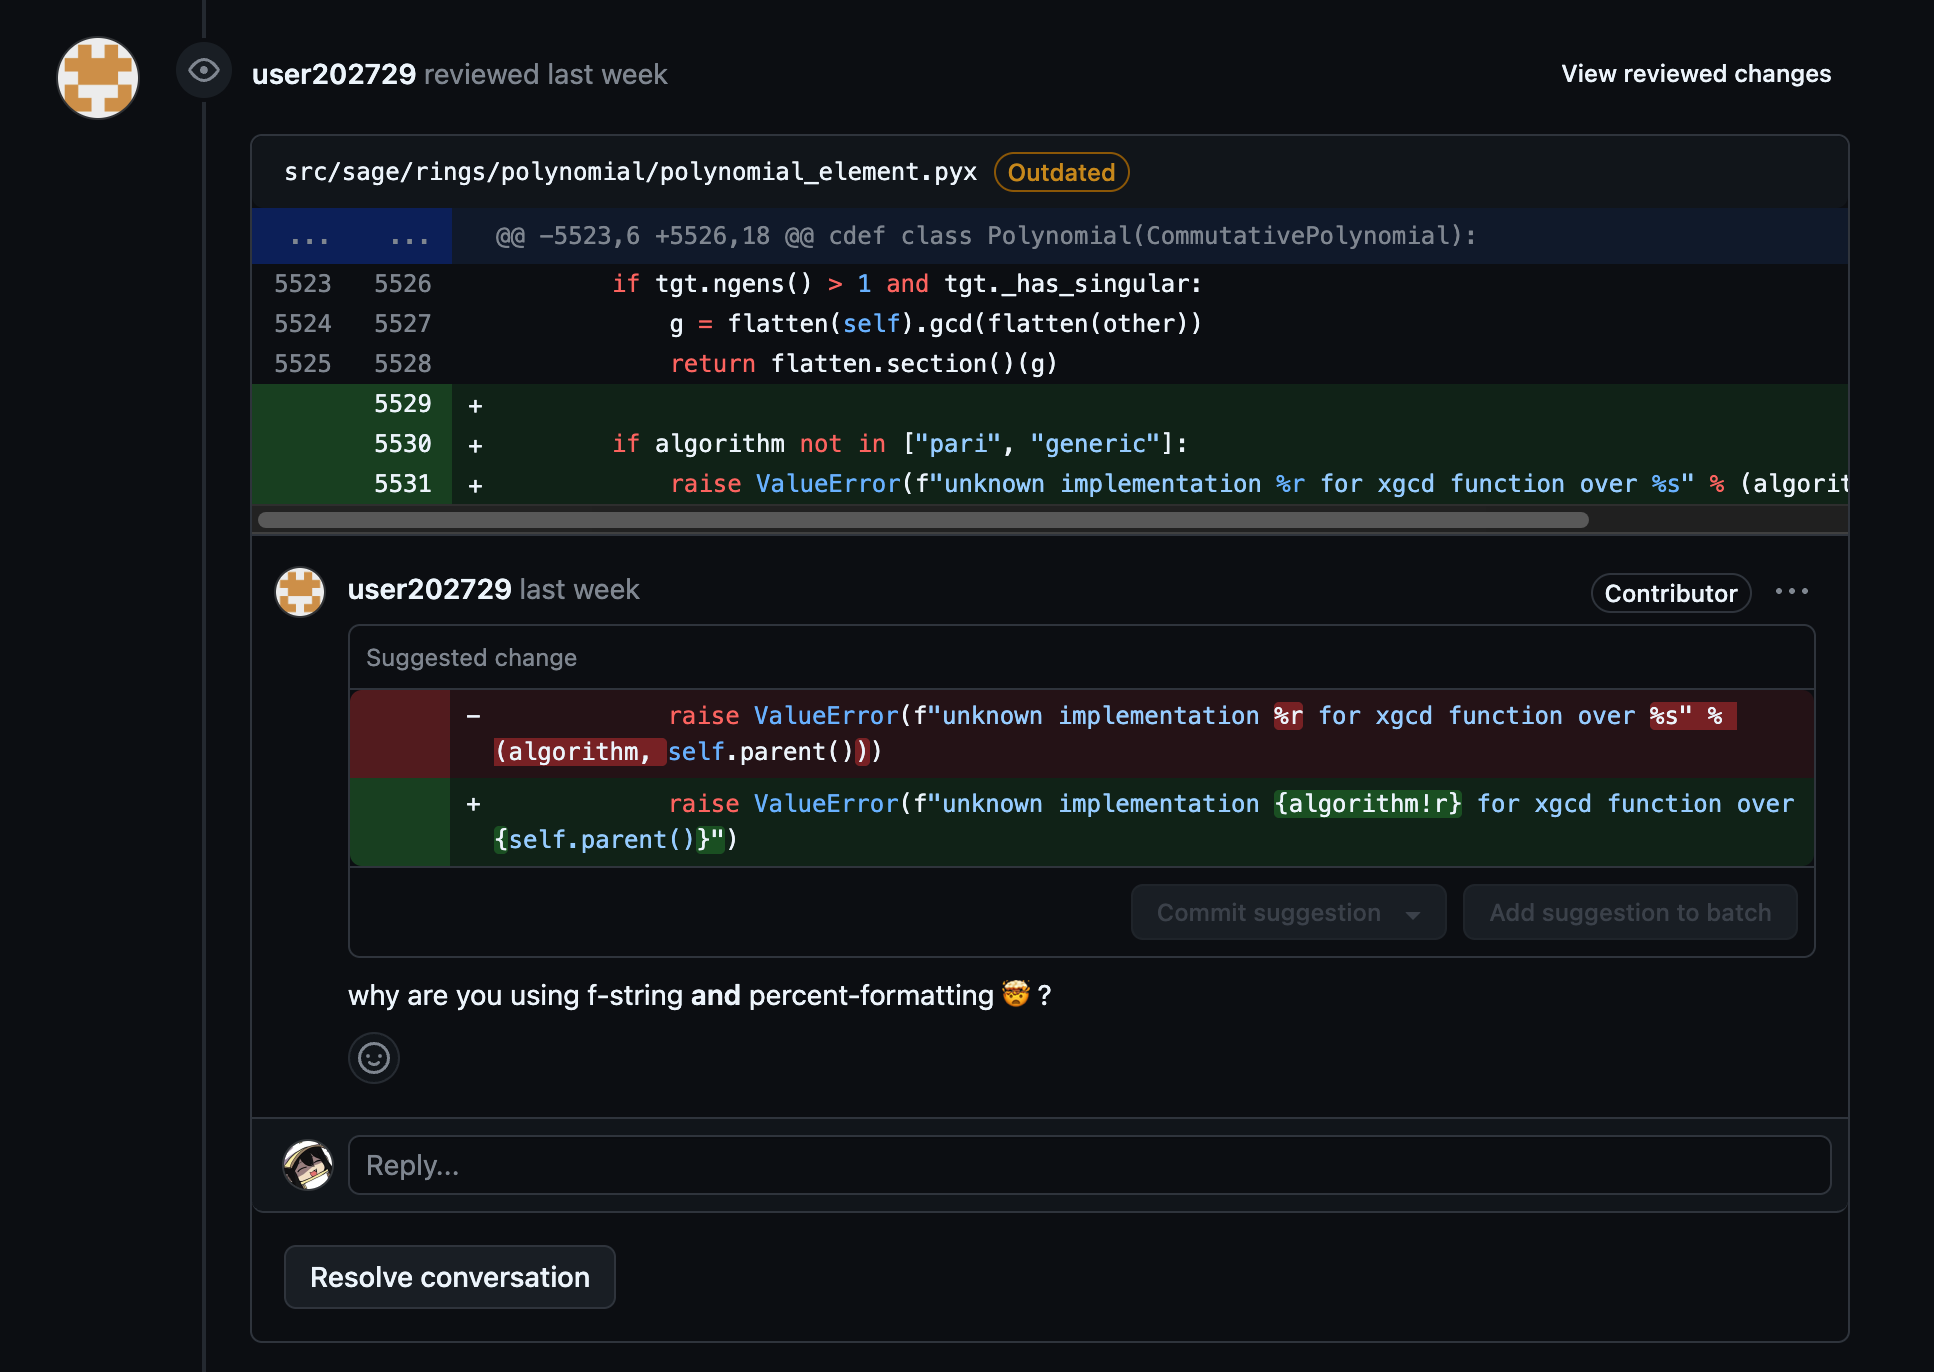 user202729 reviewed last week
View reviewed changes
src/sage/rings/polynomial/polynomial_element.pyx Outdated
... ... @@ -5523,6 +5526,18 @@ cdef class Polynomial(CommutativePolynomial):
5523 5526 if tgt.ngens() > 1 and tgt._has_singular:
5524 5527 g = flatten(self).gcd(flatten(other))
5525 5528 return flatten.section()(g)
5529 +
5530 + if algorithm not in ["pari", "generic"]:
5531 + raise ValueError(f"unknown implementation %r for xgcd function over %s" % (algorit
user202729 last week
Contributor ...
Suggested change
- raise ValueError(f"unknown implementation %r for xgcd function over %s" %
(algorithm, self.parent()))
+ raise ValueError(f"unknown implementation {algorithm!r} for xgcd function over
{self.parent()}")
Commit suggestion
Add suggestion to batch
why are you using f-string and percent-formatting 🤯 ?
Reply...
Resolve conversation